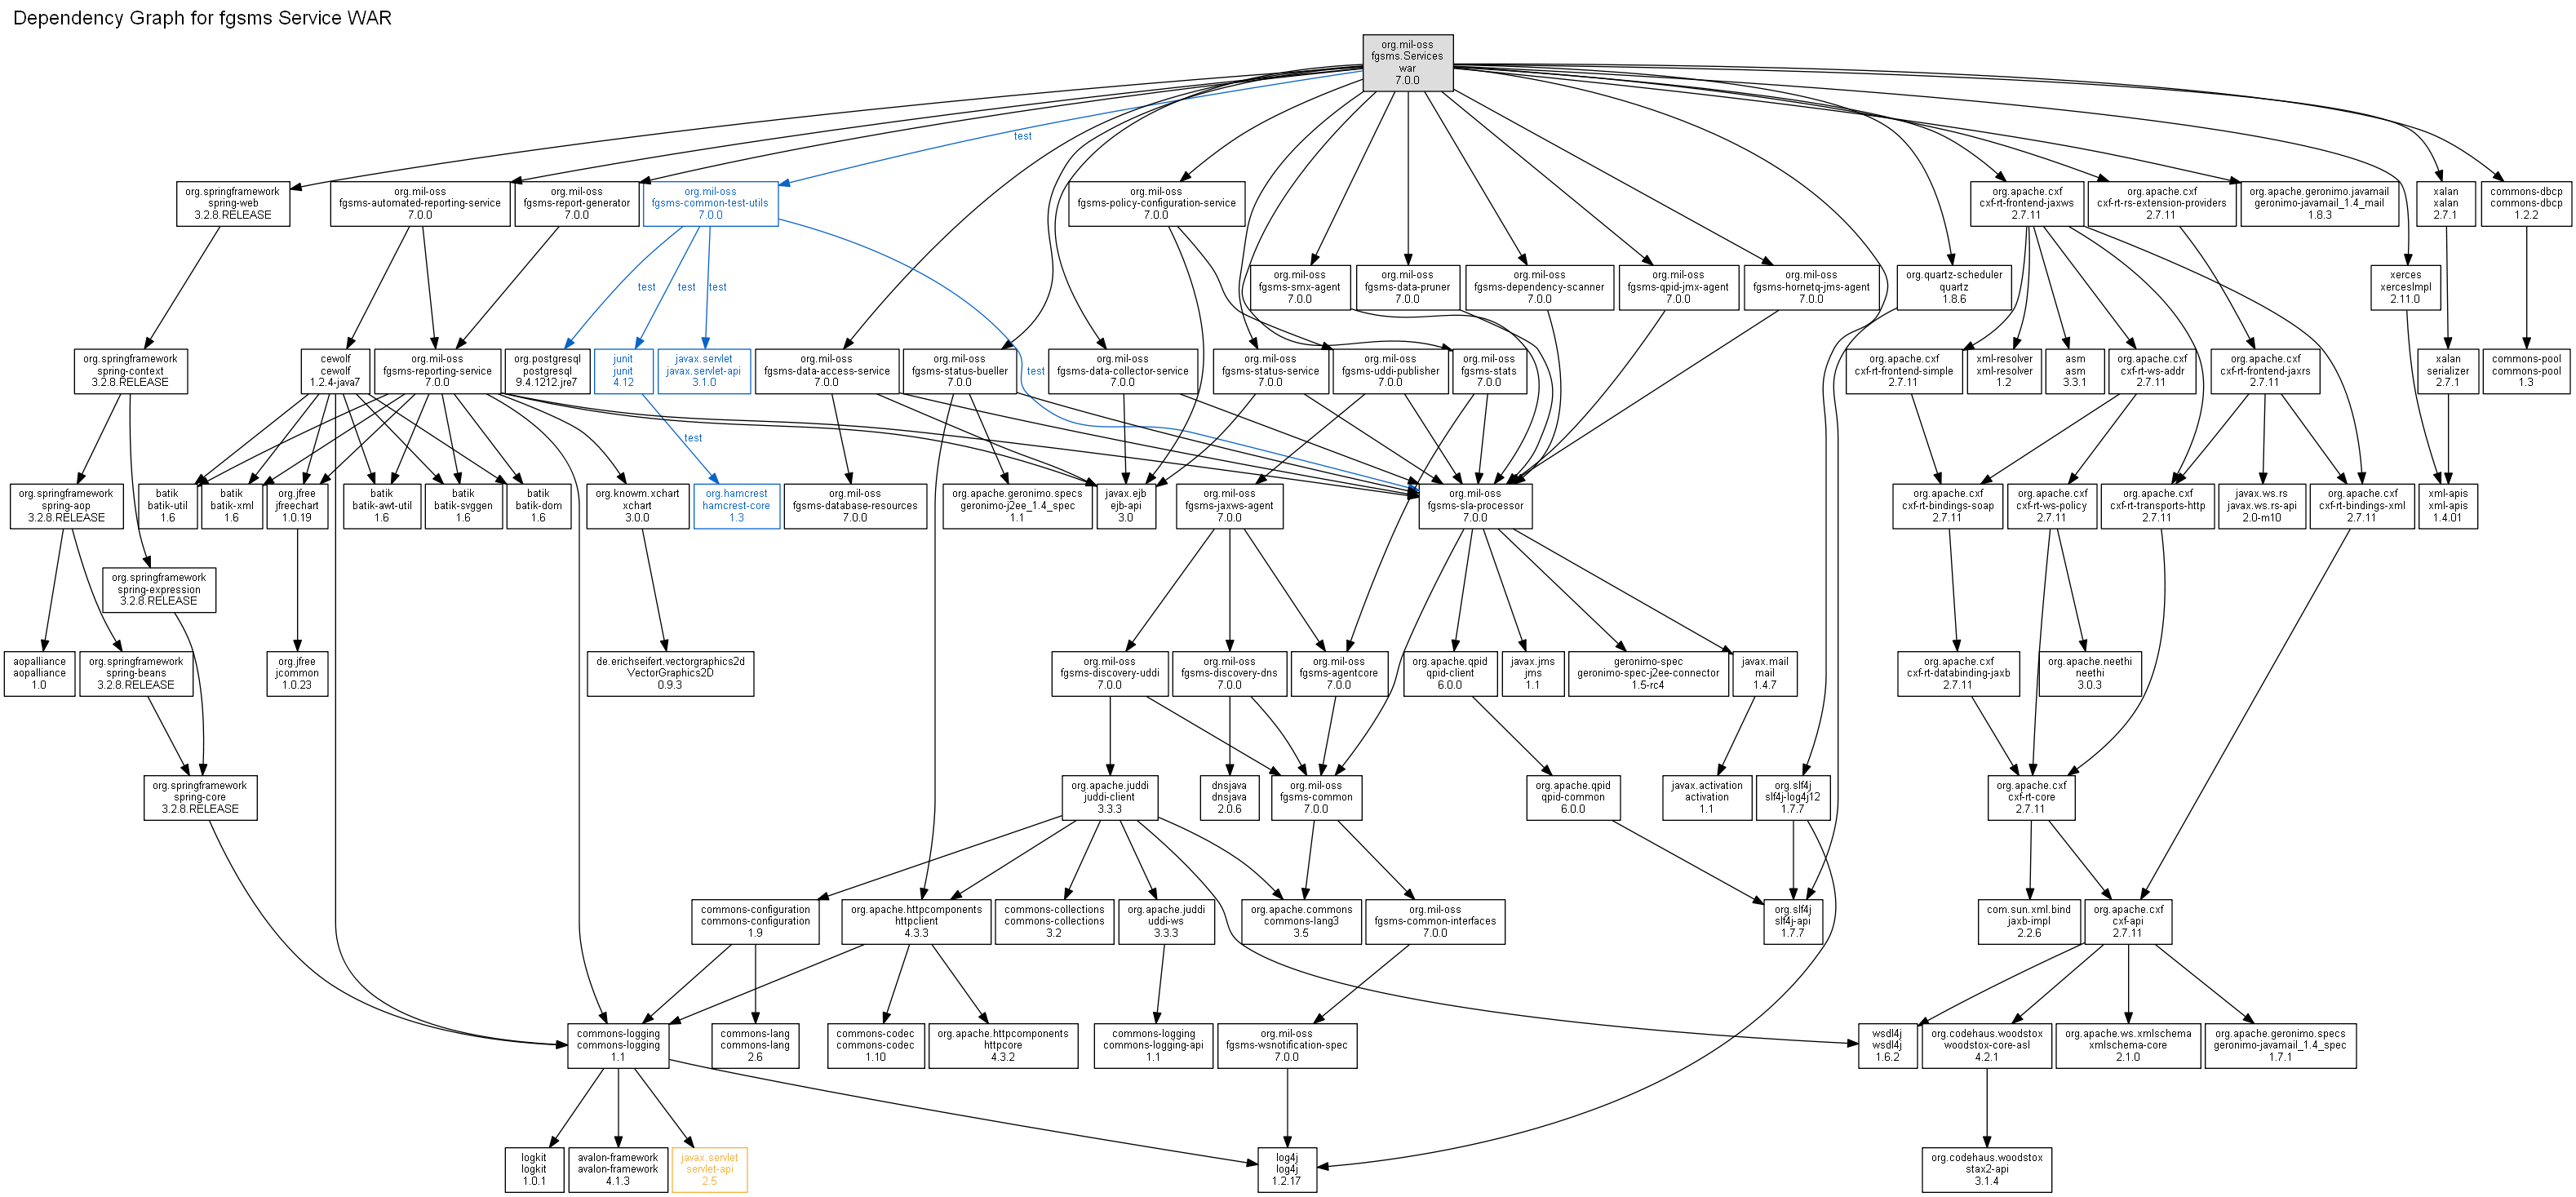 Dependency Graph for fgsms Service WAR
org.mil-oss
fgsms.Services
war
7.0.0
test
org.springframework
spring-web
3.2.8.RELEASE
org.mil-oss
fgsms-automated-reporting-service
7.0.0
org.mil-oss
fgsms-report-generator
7.0.0
org.mil-oss
fgsms-common-test-utils
7.0.0
org.mil-oss
fgsms-policy-configuration-service
7.0.0
org.apache.cxf
cxf-rt-frontend-jaxws
2.7.11
org.apache.cxf
cxf-rt-rs-extension-providers
2.7.11
org.apache.geronimo.javamail
geronimo-javamail_1.4_mail
1.8.3
xalan
xalan
2.7.1
commons-dbcp
commons-dbcp
1.2.2
test
test
test
org.mil-oss
fgsms-smx-agent
7.0.0
org.mil-oss
fgsms-data-pruner
7.0.0
org.mil-oss
fgsms-dependency-scanner
7.0.0
org.mil-oss
fgsms-qpid-jmx-agent
7.0.0
org.mil-oss
fgsms-hornetq-jms-agent
7.0.0
org.quartz-scheduler
quartz
1.8.6
xerces
xercesImpl
2.11.0
org.springframework
spring-context
3.2.8.RELEASE
cewolf
cewolf
1.2.4-java7
org.mil-oss
fgsms-reporting-service
7.0.0
org.postgresql
postgresql
9.4.1212.jre7
junit
junit
4.12
javax.servlet
javax.servlet-api
3.1.0
org.mil-oss
fgsms-data-access-service
7.0.0
org.mil-oss
fgsms-status-bueller
7.0.0
test
org.mil-oss
fgsms-data-collector-service
7.0.0
org.mil-oss
fgsms-status-service
7.0.0
org.mil-oss
fgsms-uddi-publisher
7.0.0
org.mil-oss
fgsms-stats
7.0.0
org.apache.cxf
cxf-rt-frontend-simple
2.7.11
xml-resolver
xml-resolver
1.2
asm
asm
3.3.1
org.apache.cxf
cxf-rt-ws-addr
2.7.11
org.apache.cxf
cxf-rt-frontend-jaxrs
2.7.11
xalan
serializer
2.7.1
commons-pool
commons-pool
1.3
test
org.springframework
spring-aop
3.2.8.RELEASE
batik
batik-util
1.6
batik
batik-xml
1.6
org.jfree
jfreechart
1.0.19
batik
batik-awt-util
1.6
batik
batik-svggen
1.6
batik
batik-dom
1.6
org.knowm.xchart
xchart
3.0.0
org.hamcrest
hamcrest-core
1.3
org.mil-oss
fgsms-database-resources
7.0.0
org.apache.geronimo.specs
geronimo-j2ee_1.4_spec
1.1
javax.ejb
ejb-api
3.0
org.mil-oss
fgsms-jaxws-agent
7.0.0
org.mil-oss
fgsms-sla-processor
7.0.0
org.apache.cxf
cxf-rt-bindings-soap
2.7.11
org.apache.cxf
cxf-rt-ws-policy
2.7.11
org.apache.cxf
cxf-rt-transports-http
2.7.11
javax.ws.rs
javax.ws.rs-api
2.0-m10
org.apache.cxf
cxf-rt-bindings-xml
2.7.11
xml-apis
xml-apis
1.4.01
org.springframework
spring-expression
3.2.8.RELEASE
aopalliance
aopalliance
1.0
org.springframework
spring-beans
3.2.8.RELEASE
org.jfree
jcommon
1.0.23
de.erichseifert.vectorgraphics2d
VectorGraphics2D
0.9.3
org.mil-oss
fgsms-discovery-uddi
7.0.0
org.mil-oss
fgsms-discovery-dns
7.0.0
org.mil-oss
fgsms-agentcore
7.0.0
org.apache.qpid
qpid-client
6.0.0
javax.jms
jms
1.1
geronimo-spec
geronimo-spec-j2ee-connector
1.5-rc4
javax.mail
mail
1.4.7
org.apache.cxf
cxf-rt-databinding-jaxb
2.7.11
org.apache.neethi
neethi
3.0.3
org.springframework
spring-core
3.2.8.RELEASE
org.apache.juddi
juddi-client
3.3.3
dnsjava
dnsjava
2.0.6
org.mil-oss
fgsms-common
7.0.0
org.apache.qpid
qpid-common
6.0.0
javax.activation
activation
1.1
org.slf4j
slf4j-log4j12
1.7.7
org.apache.cxf
cxf-rt-core
2.7.11
commons-configuration
commons-configuration
1.9
org.apache.httpcomponents
httpclient
4.3.3
commons-collections
commons-collections
3.2
org.apache.juddi
uddi-ws
3.3.3
org.apache.commons
commons-lang3
3.5
org.mil-oss
fgsms-common-interfaces
7.0.0
org.slf4j
slf4j-api
1.7.7
com.sun.xml.bind
jaxb-impl
2.2.6
org.apache.cxf
cxf-api
2.7.11
commons-logging
commons-logging
1.1
commons-lang
commons-lang
2.6
commons-codec
commons-codec
1.10
org.apache.httpcomponents
httpcore
4.3.2
commons-logging
commons-logging-api
1.1
org.mil-oss
fgsms-wsnotification-spec
7.0.0
wsdl4j
wsdl4j
1.6.2
org.codehaus.woodstox
woodstox-core-asl
4.2.1
org.apache.ws.xmlschema
xmlschema-core
2.1.0
org.apache.geronimo.specs
geronimo-javamail_1.4_spec
1.7.1
logkit
logkit
1.0.1
avalon-framework
avalon-framework
4.1.3
javax.servlet
servlet-api
2.5
log4j
log4j
1.2.17
org.codehaus.woodstox
stax2-api
3.1.4